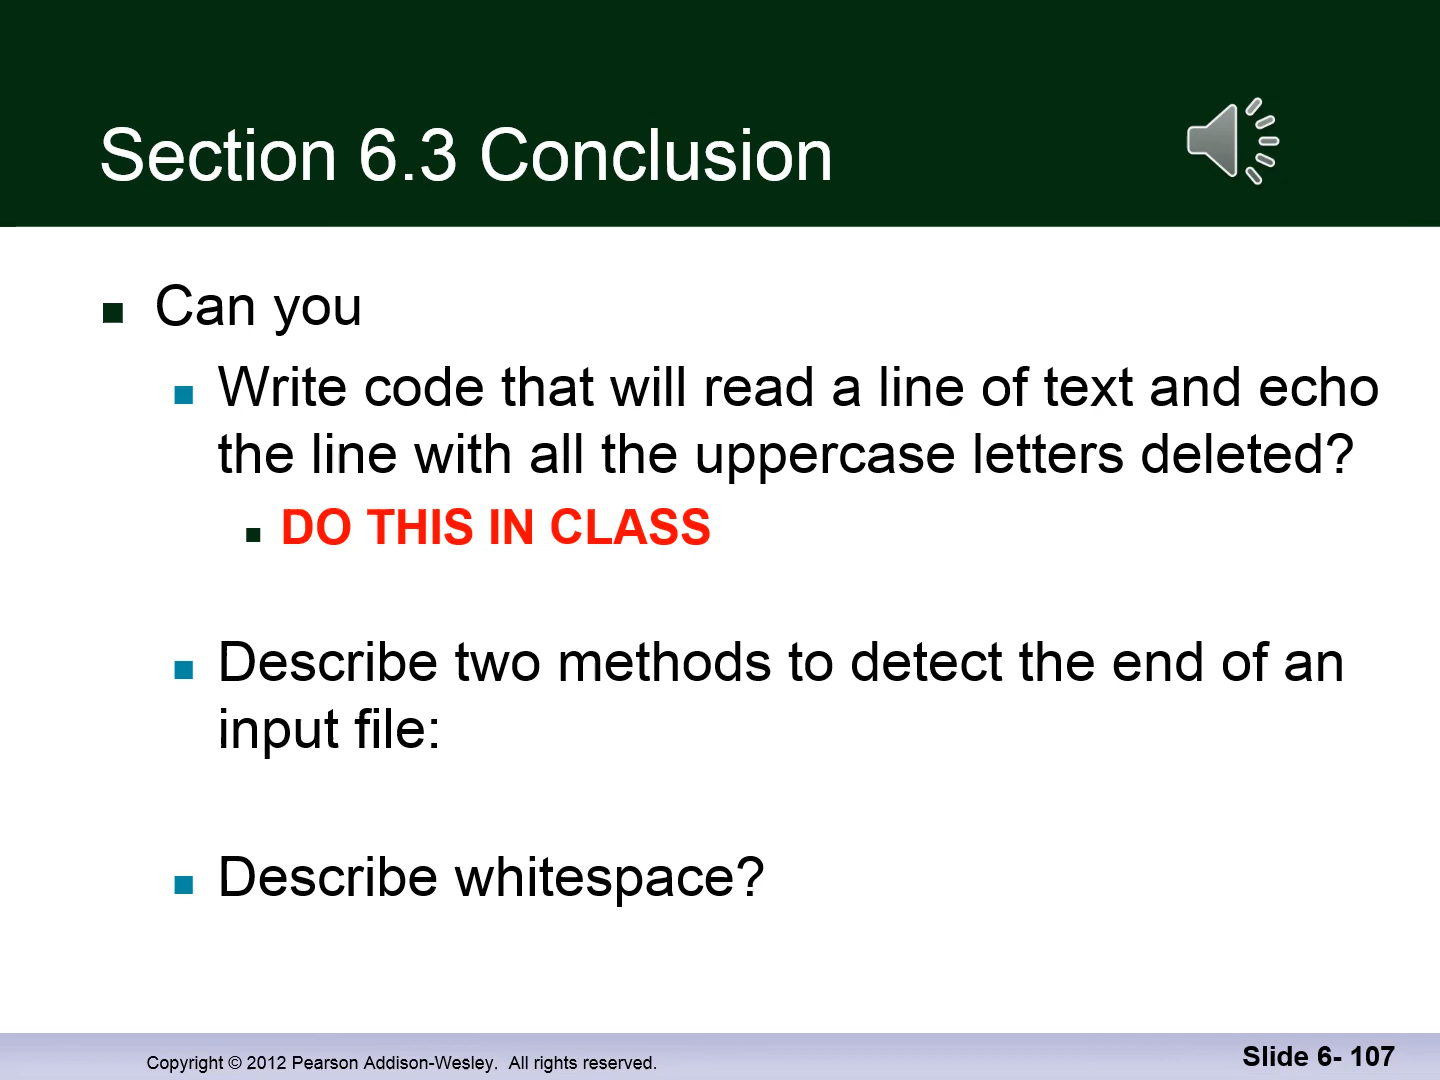 Section 6.3 Conclusion
Can you
Write code that will read a line of text and echo
the line with all the uppercase letters deleted?
DO THIS IN CLASS
Describe two methods to detect the end of an
input file:
Describe whitespace?
Copyright © 2012 Pearson Addison-Wesley.  All rights reserved.
Slide 6- 107